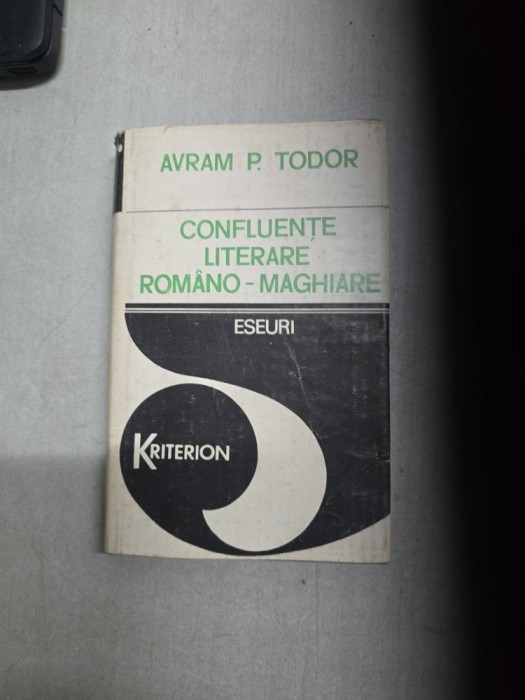 AVRAM P. TODOR
CONFLUENȚE
LITERARE
ROMÂNO-MAGHIARE
ESEURI
KRITERION